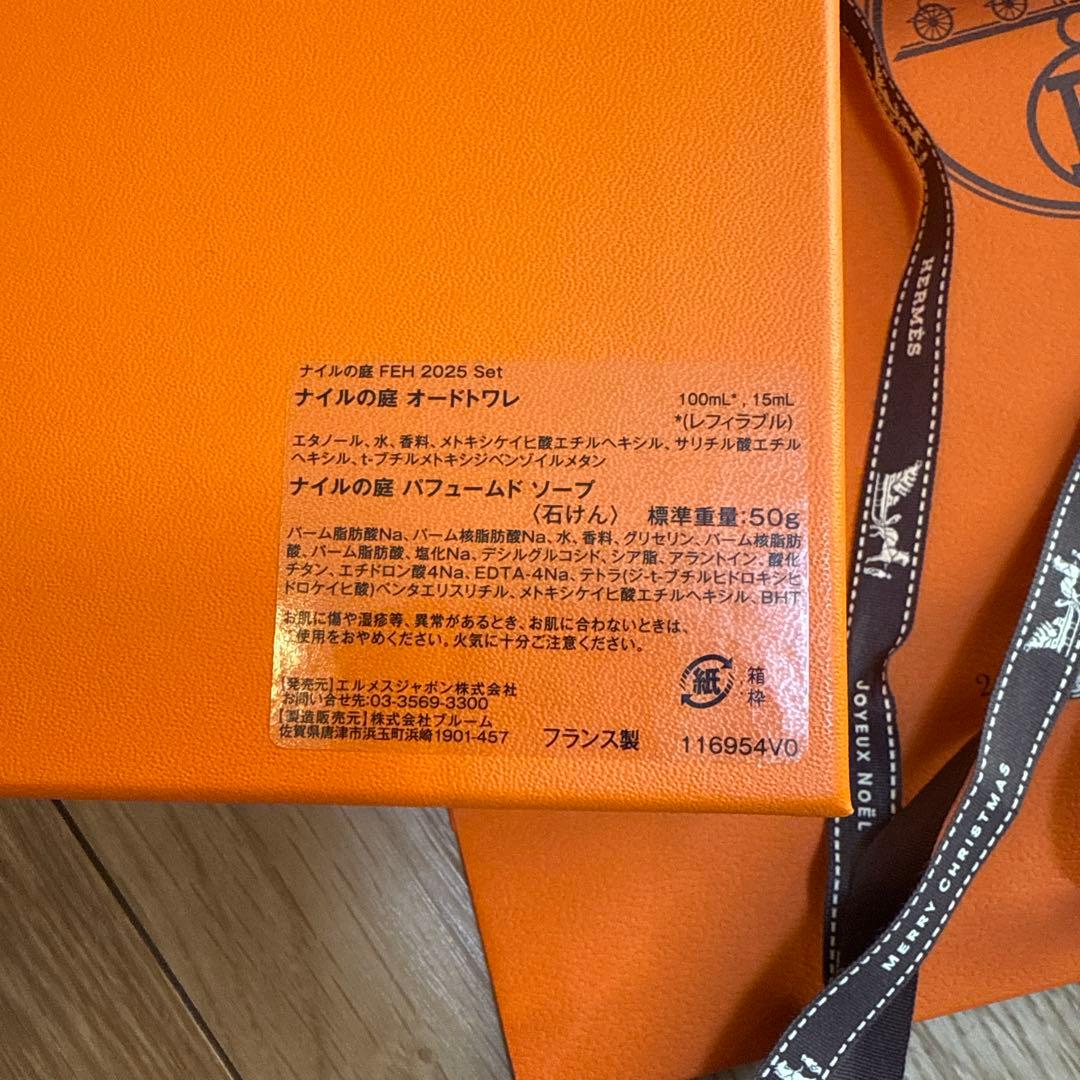 ナイルの庭 FEH 2025 Set
ナイルの庭 オードトワレ 100mL* , 15mL
*(レフィラブル)
エタノール、水、香料、メトキシケイヒ酸エチルヘキシル、サリチル酸エチル
ヘキシル、t-ブチルメトキシジベンゾイルメタン
ナイルの庭 パフュームド ソープ
〈石けん〉 標準重量:50g
パーム脂肪酸Na、パーム核脂肪酸Na、水、香料、グリセリン、パーム核脂肪
酸、パーム脂肪酸、塩化Na、デシルグルコシド、シア脂、アラントイン、酸化
チタン、エチドロン酸4Na、EDTA-4Na、テトラ(ジ-t-ブチルヒドロキシヒ
ドロケイヒ酸)ペンタエリスリチル、メトキシケイヒ酸エチルヘキシル、BHT
お肌に傷や湿疹等、異常があるとき、お肌に合わないときは、
使用をおやめください。火気に十分ご注意ください。
紙 箱
枠
【発売元】エルメスジャポン株式会社
お問い合せ先:03-3569-3300
【製造販売元】株式会社ブルーム
佐賀県唐津市浜玉町浜崎1901-457 フランス製 116954V0
HERMÈS
JOYEUX NOËL
MERRY CHRISTMAS